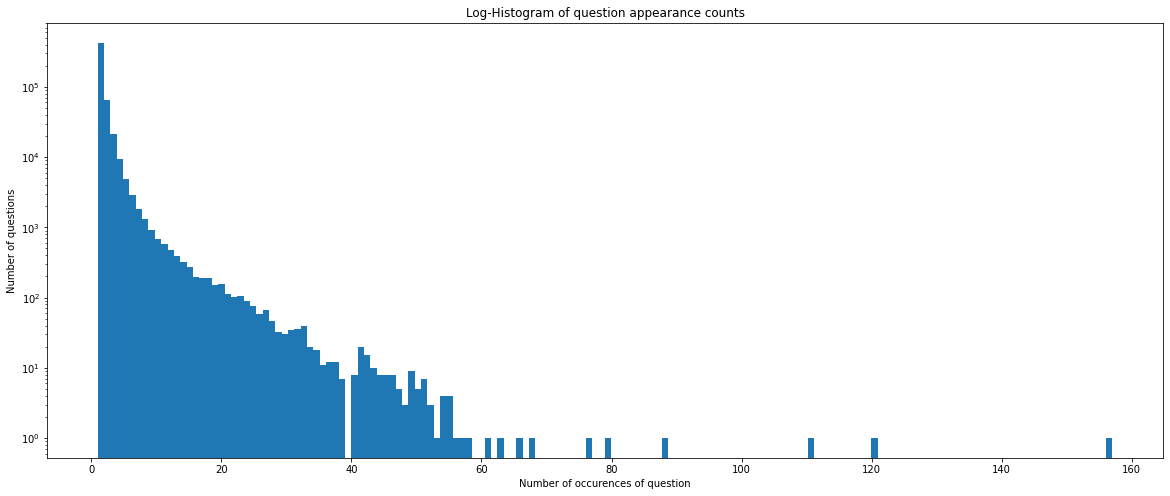 Log-Histogram of question appearance counts
Number of questions
10^5
10^4
10^3
10^2
10^1
10^0
0 20 40 60 80 100 120 140 160
Number of occurences of question